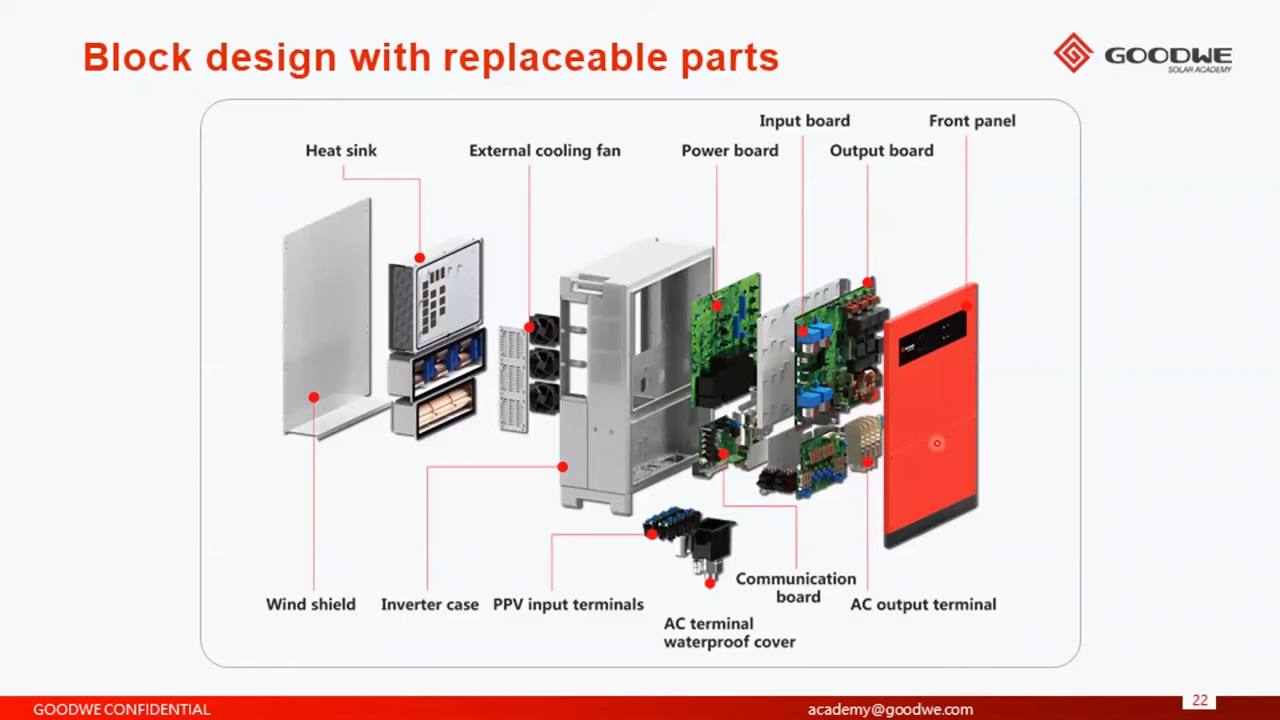 Block design with replaceable parts
GOODWE
SOLAR ACADEMY
Input board
Front panel
Heat sink
External cooling fan
Power board
Output board
Wind shield
Inverter case
PPV input terminals
Communication
board
AC output terminal
AC terminal
waterproof cover
GOODWE CONFIDENTIAL
academy@goodwe.com
22